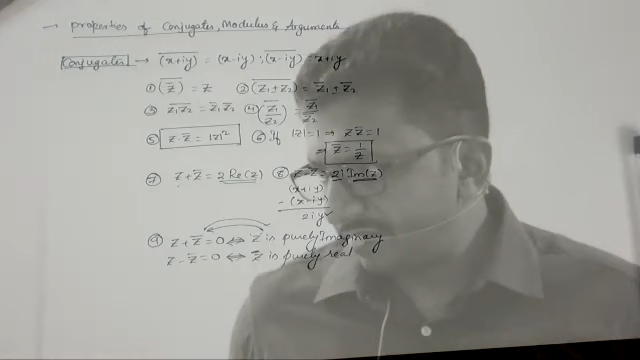 → properties of Conjugates, Modulus & Arguments
Conjugates → (x+iy)̅ = (x-iy) ; (x-iy)̅ = x+iy
① (z̅)̅ = z ② (z₁±z₂)̅ = z̅₁ ± z̅₂
③ (z₁z₂)̅ = z̅₁ z̅₂ ④ (z₁/z₂)̅ = z̅₁/z̅₂
⑤ z·z̅ = |z|² ⑥ If |z|=1 ⇒ z z̅ = 1
⇒ z̅ = 1/z
⑦ z + z̅ = 2 Re(z) ⑧ z - z̅ = 2i Im(z)
(x+iy)
- (x-iy)
2iy
⑨ z + z̅ = 0 ⇔ z is purely Imaginary
z - z̅ = 0 ⇔ z is purely real